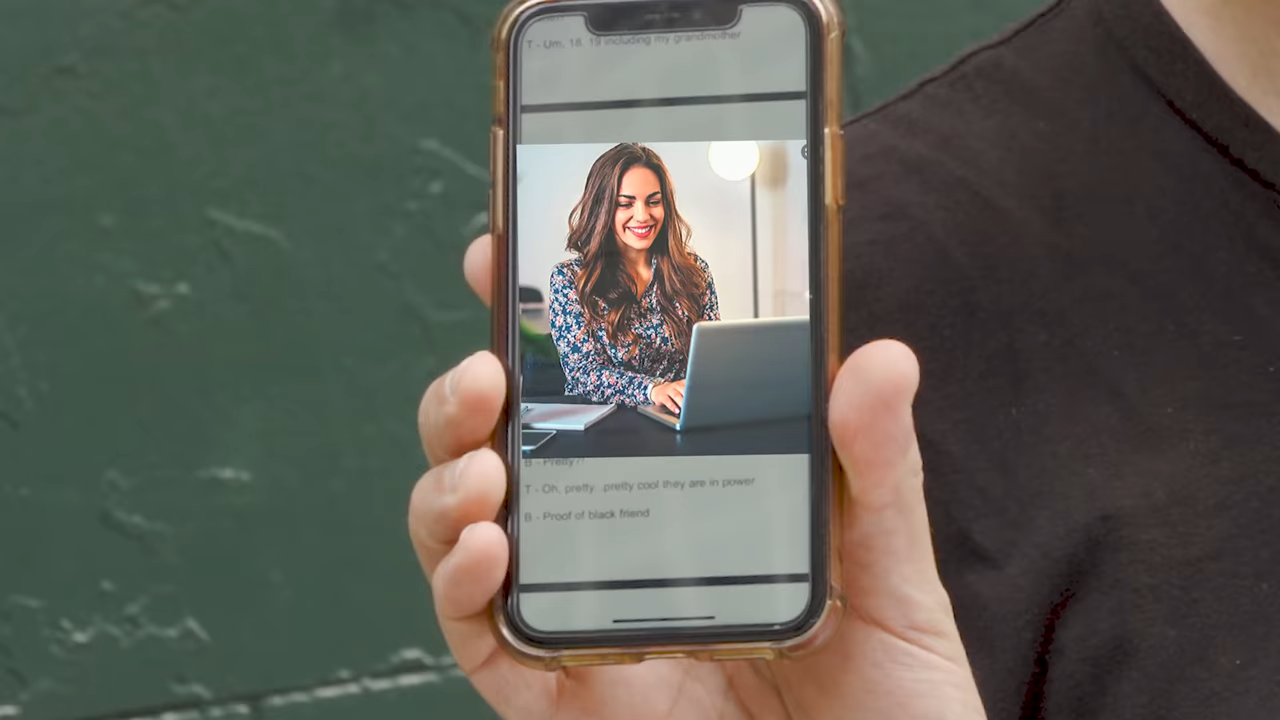 T - Um, 18, 19 including my grandmother
B - Pretty?!
T - Oh, pretty.. pretty cool they are in power
B - Proof of black friend